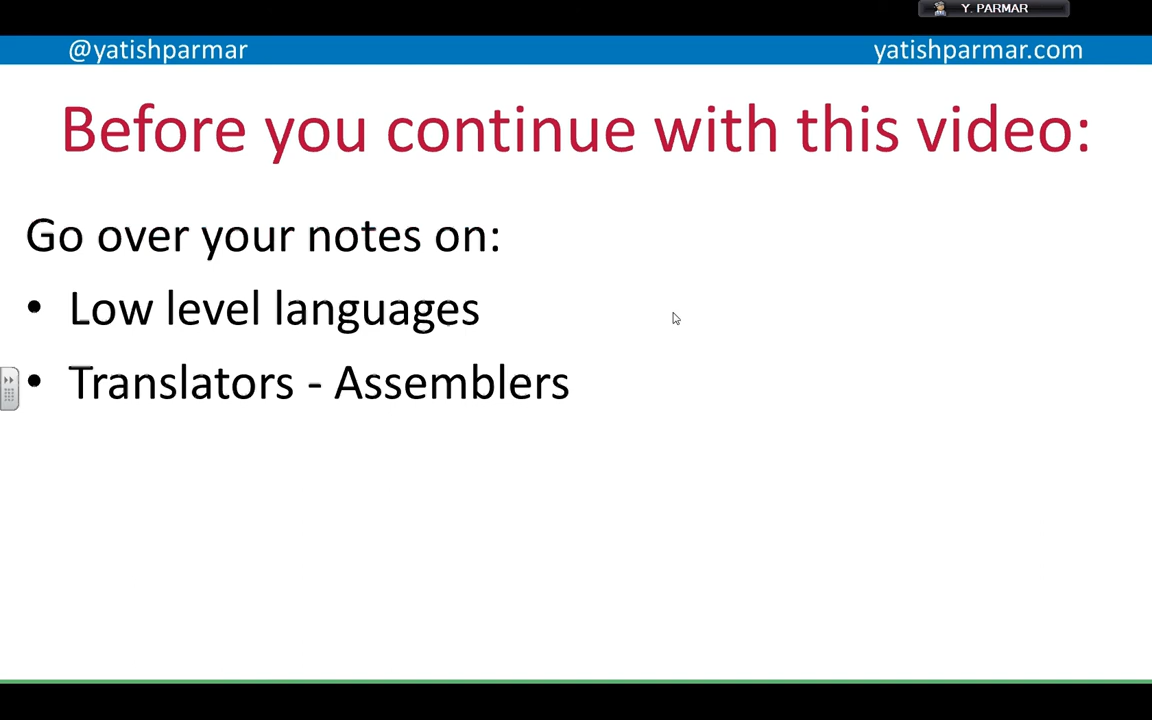 Y. PARMAR
@yatishparmar
yatishparmar.com
Before you continue with this video:
Go over your notes on:
• Low level languages
• Translators - Assemblers